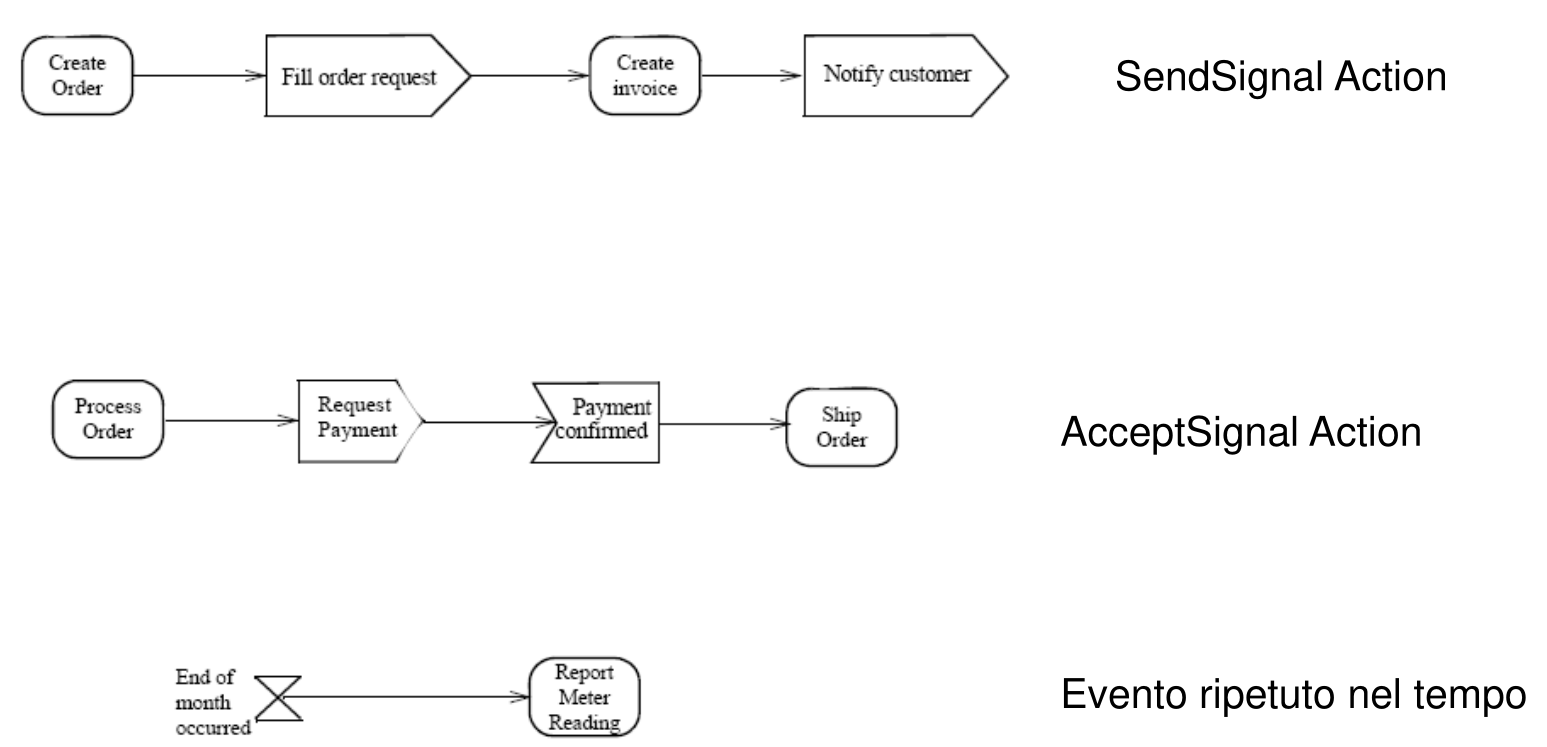 Create
Order
Fill order request
Create
invoice
Notify customer
SendSignal Action
Process
Order
Request
Payment
Payment
confirmed
Ship
Order
AcceptSignal Action
End of
month
occurred
Report
Meter
Reading
Evento ripetuto nel tempo